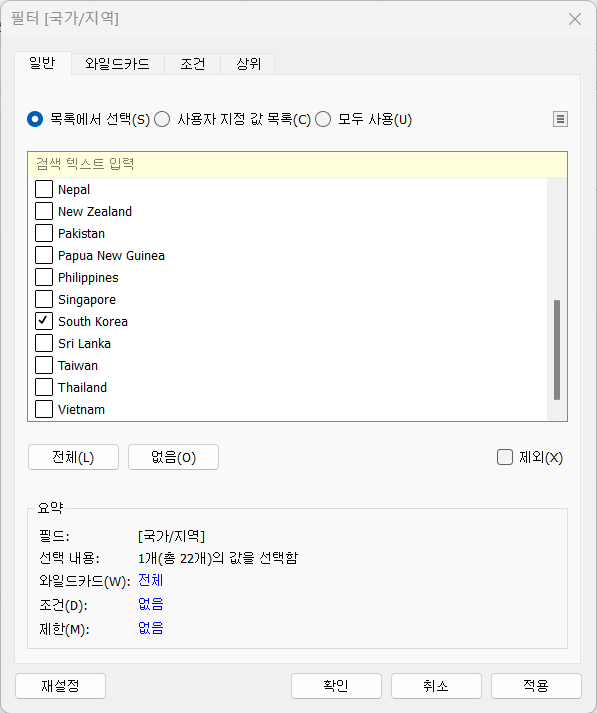 필터 [국가/지역]
일반 와일드카드 조건 상위
목록에서 선택(S) 사용자 지정 값 목록(C) 모두 사용(U)
검색 텍스트 입력
Nepal
New Zealand
Pakistan
Papua New Guinea
Philippines
Singapore
South Korea
Sri Lanka
Taiwan
Thailand
Vietnam
전체(L) 없음(O) 제외(X)
요약
필드: [국가/지역]
선택 내용: 1개(총 22개)의 값을 선택함
와일드카드(W): 전체
조건(D): 없음
제한(M): 없음
재설정 확인 취소 적용